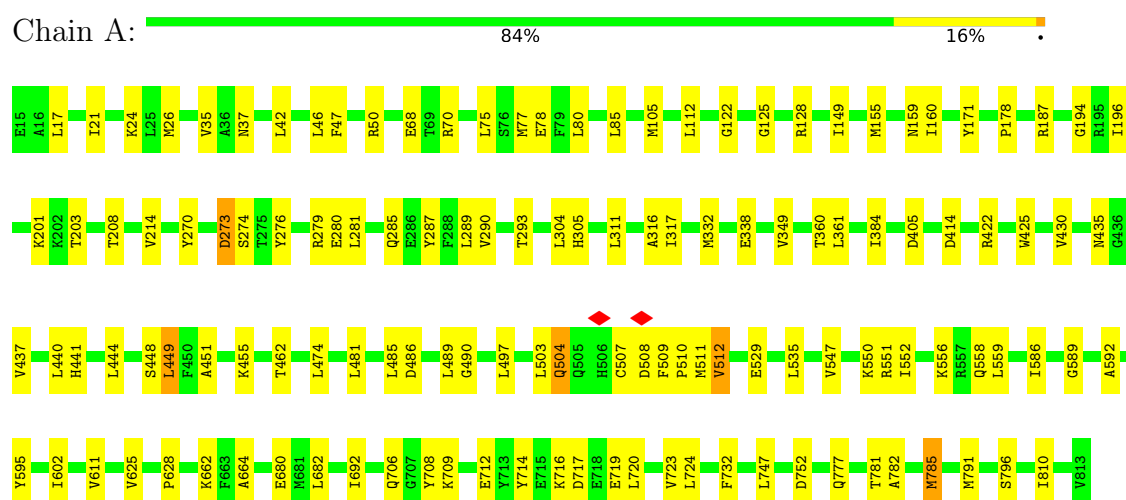 Chain A:
84% 16% •
E15 A16 L17 I21 K24 L25 M26 V35 A36 N37 L42 L46 F47 R50 E68 T69 R70 L75 S76 M77 E78 F79 L80 L85 M105 L112 G122 G125 R128 I149 M155 N159 I160 Y171 P178 R187 G194 R195 I196
K201 K202 T203 T208 V214 Y270 D273 S274 T275 Y276 R279 E280 L281 Q285 E286 Y287 F288 L289 V290 T293 L304 H305 L311 A316 I317 M332 E338 V349 T360 L361 I384 D405 D414 R422 W425 V430 N435 G436
V437 L440 H441 L444 S448 L449 F450 A451 K455 T462 L474 L481 L485 D486 L489 G490 L497 L503 Q504 Q505 H506 C507 D508 F509 P510 M511 V512 E529 L535 V547 K550 R551 I552 K556 R557 Q558 L559 I586 G589 A592
Y595 I602 V611 V625 P628 K662 F663 A664 E680 M681 L682 I692 Q706 G707 Y708 K709 E712 Y713 Y714 E715 K716 D717 E718 E719 L720 V723 L724 F732 L747 D752 Q777 T781 A782 M785 M791 S796 I810 V813